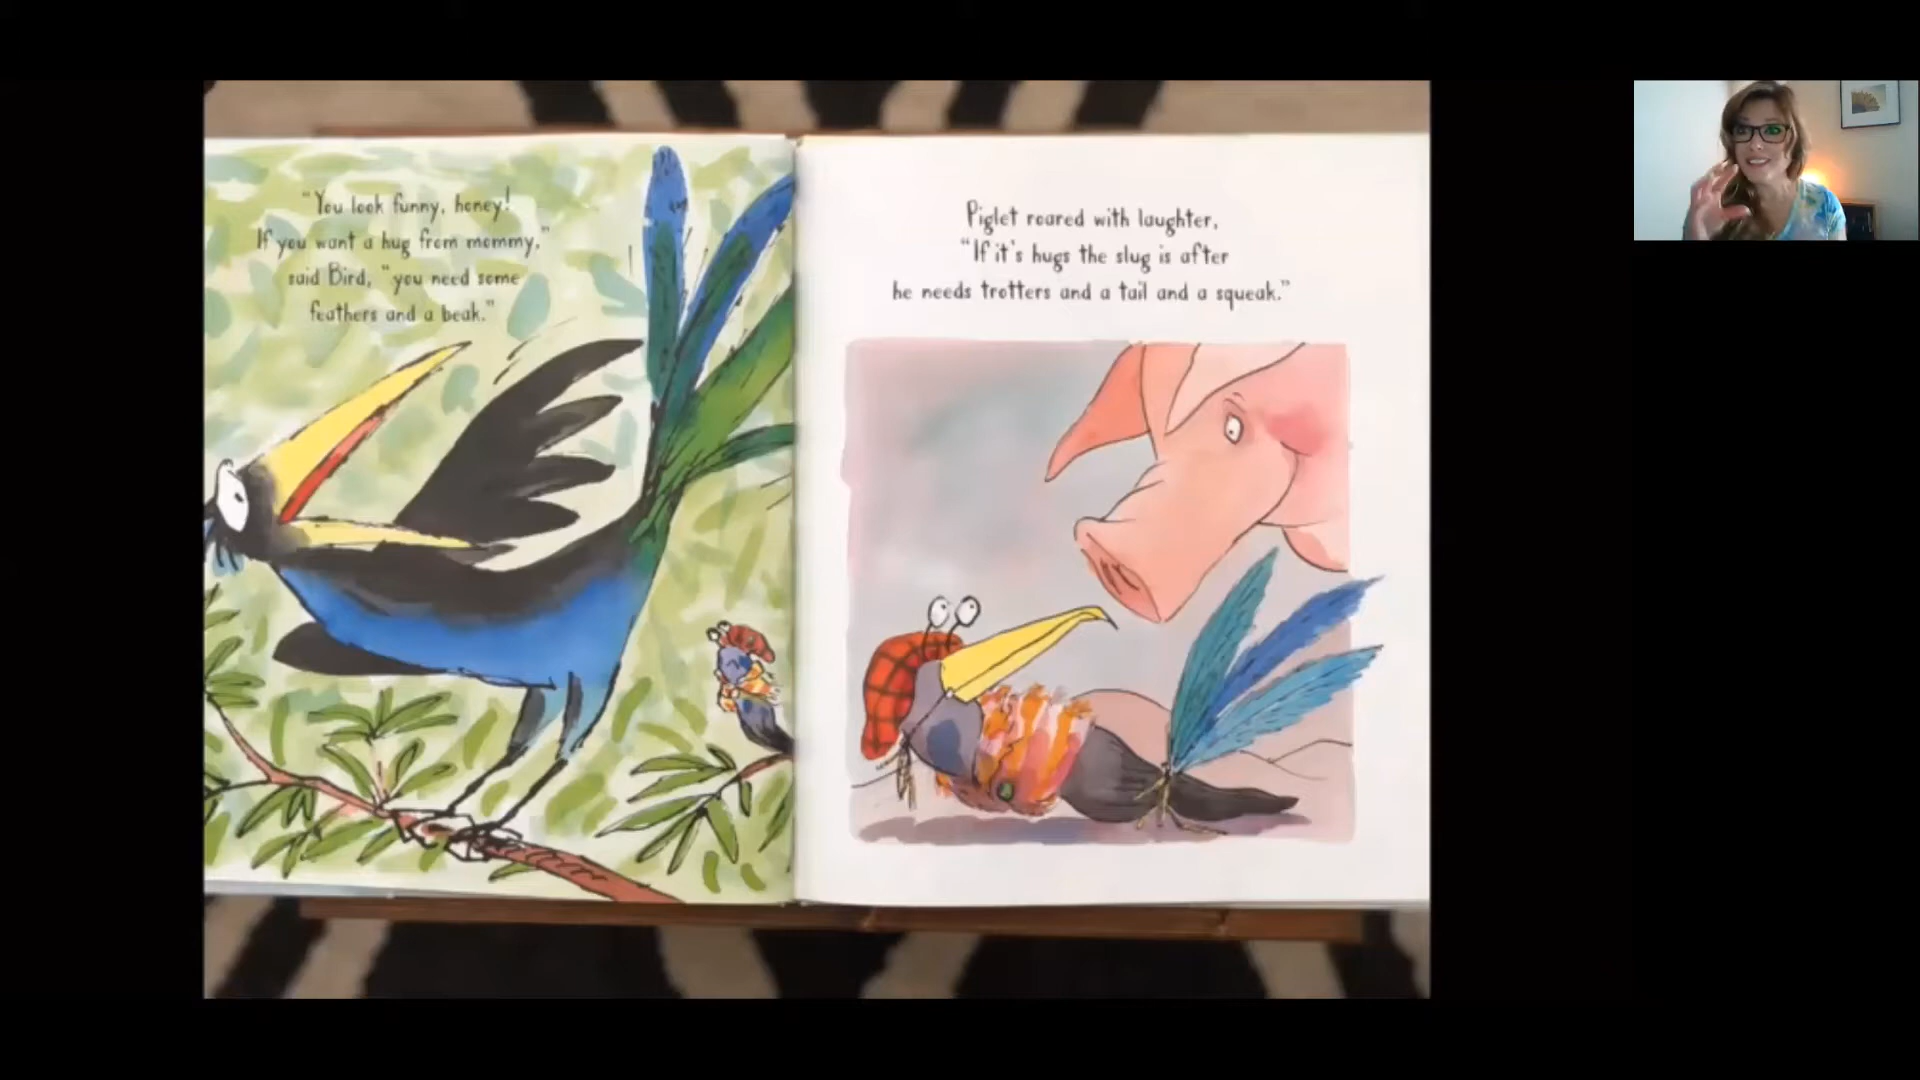 "You look funny, honey!
If you want a hug from mommy,"
said Bird, "you need some
feathers and a beak."
Piglet roared with laughter,
"If it's hugs the slug is after
he needs trotters and a tail and a squeak."